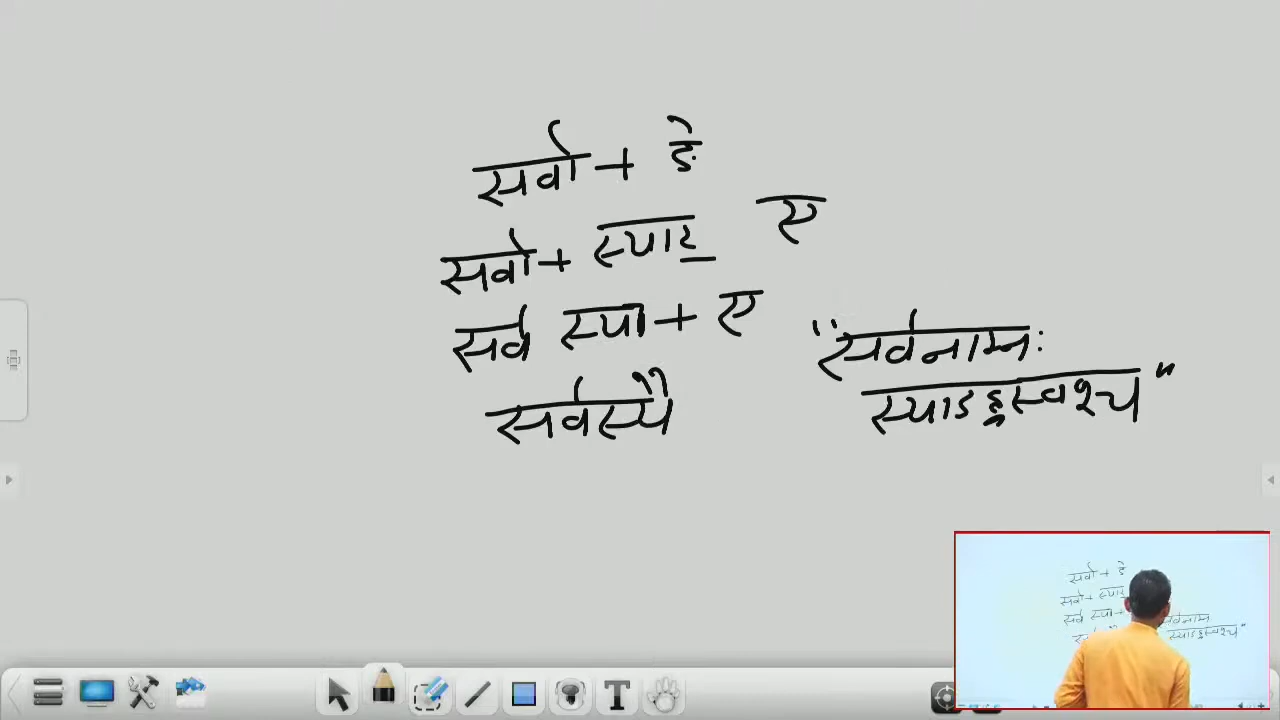 सर्वा + ङे
सर्वा + स्याट् ए
सर्व स्या + ए
सर्वस्यै
"सर्वनाम्नः
स्याड्ढ्रस्वश्च"
T